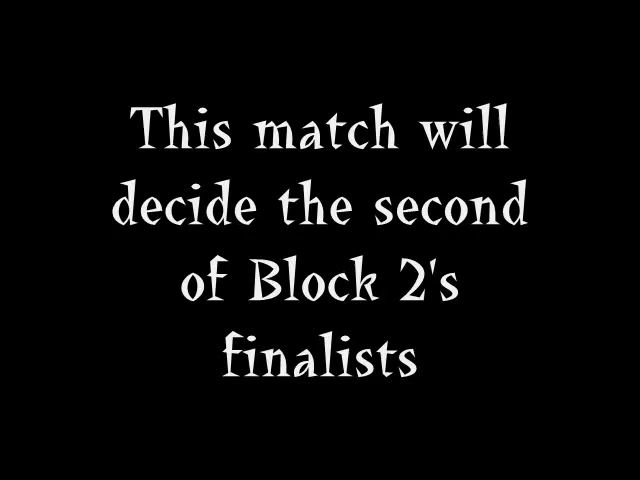 This match will
decide the second
of Block 2's
finalists